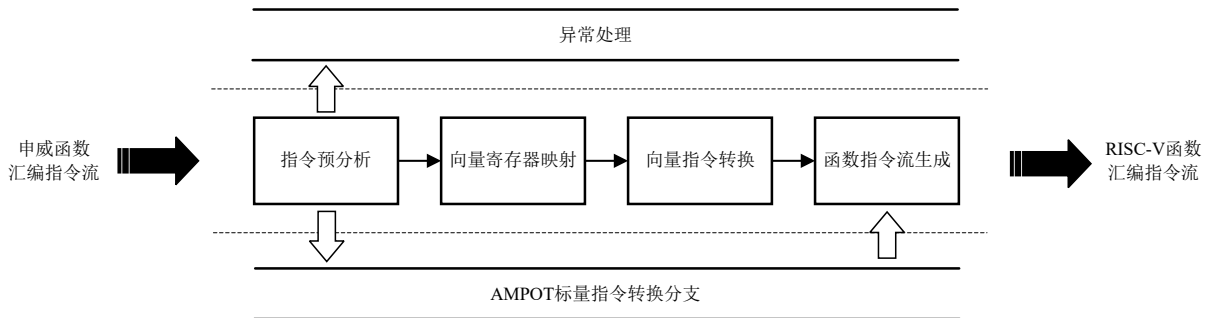 异常处理
申威函数
汇编指令流
指令预分析
向量寄存器映射
向量指令转换
函数指令流生成
RISC-V函数
汇编指令流
AMPOT标量指令转换分支